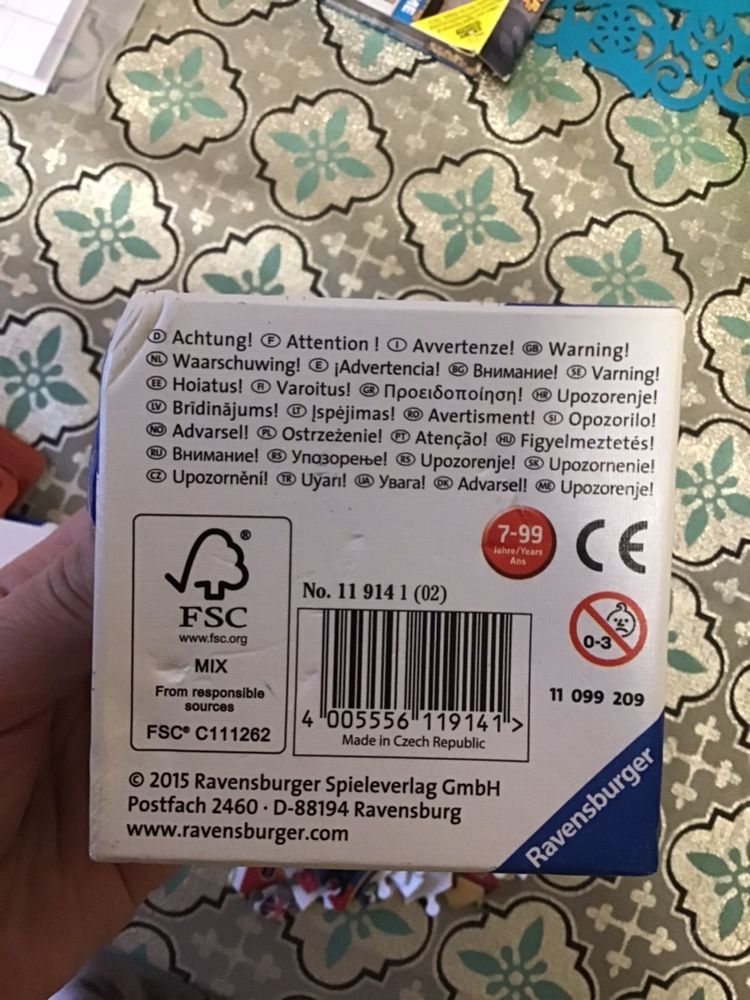 Ⓓ Achtung! Ⓕ Attention ! Ⓘ Avvertenze! GB Warning!
NL Waarschuwing! Ⓔ ¡Advertencia! BG Внимание! SE Varning!
EE Hoiatus! FI Varoitus! GR Προειδοποίηση! HR Upozorenje!
LV Brīdinājums! LT Įspėjimas! RO Avertisment! SI Opozorilo!
NO Advarsel! PL Ostrzeżenie! PT Atenção! HU Figyelmeztetés!
RU Внимание! RS Упозорење! RS Upozorenje! SK Upozornenie!
CZ Upozornění! TR Uyarı! UA Увага! DK Advarsel! ME Upozorenje!
FSC®
www.fsc.org
MIX
From responsible
sources
FSC® C111262
7-99
Jahre/Years
Ans
CE
No. 11 914 1 (02)
4 005556 119141 >
Made in Czech Republic
0-3
11 099 209
© 2015 Ravensburger Spieleverlag GmbH
Postfach 2460 · D-88194 Ravensburg
www.ravensburger.com
Ravensburger